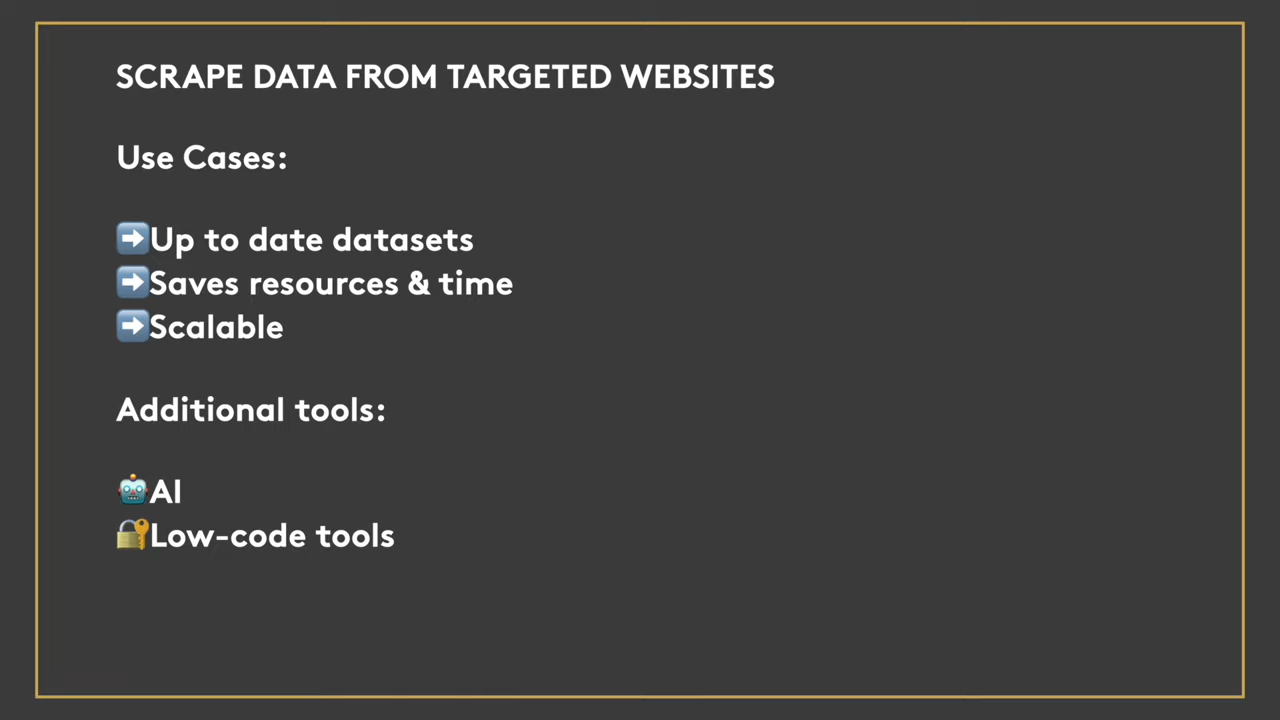 SCRAPE DATA FROM TARGETED WEBSITES
Use Cases:
➡️Up to date datasets
➡️Saves resources & time
➡️Scalable
Additional tools:
🤖AI
🔐Low-code tools